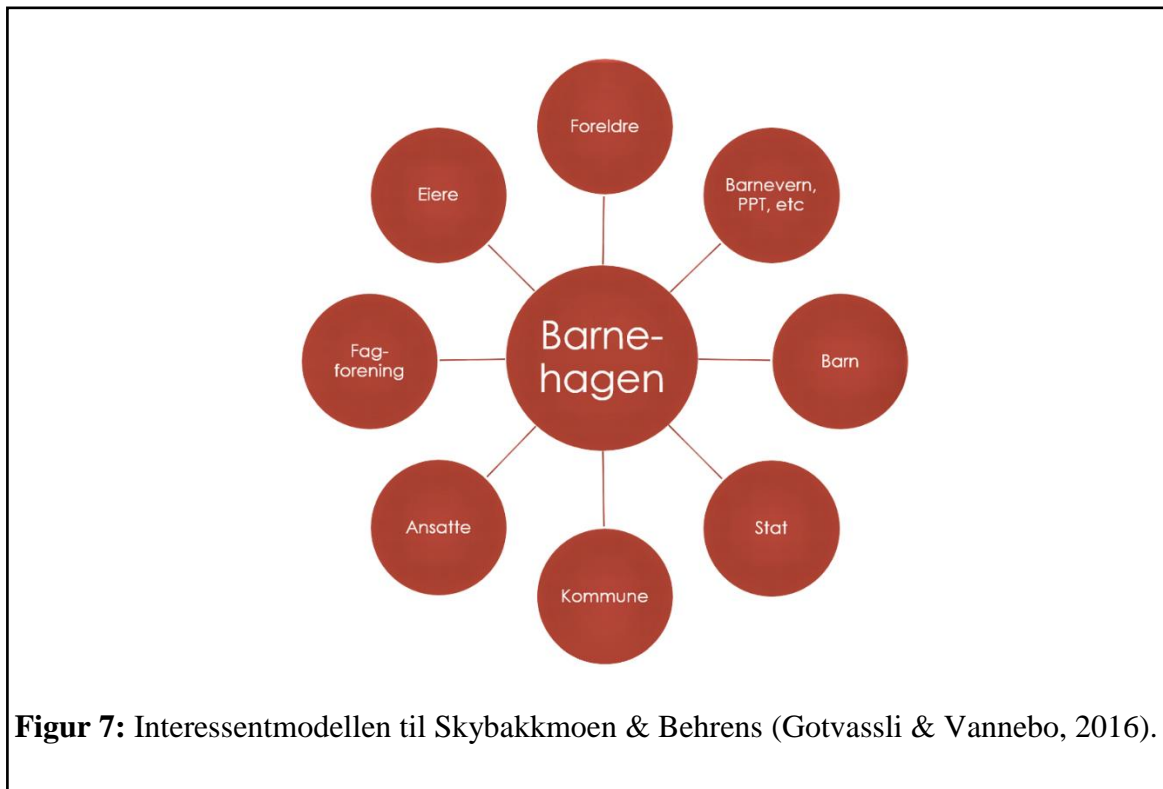 Foreldre
Barnevern,
PPT, etc
Barn
Stat
Kommune
Ansatte
Fag-
forening
Eiere
Barne-
hagen
Figur 7: Interessentmodellen til Skybakkmoen & Behrens (Gotvassli & Vannebo, 2016).